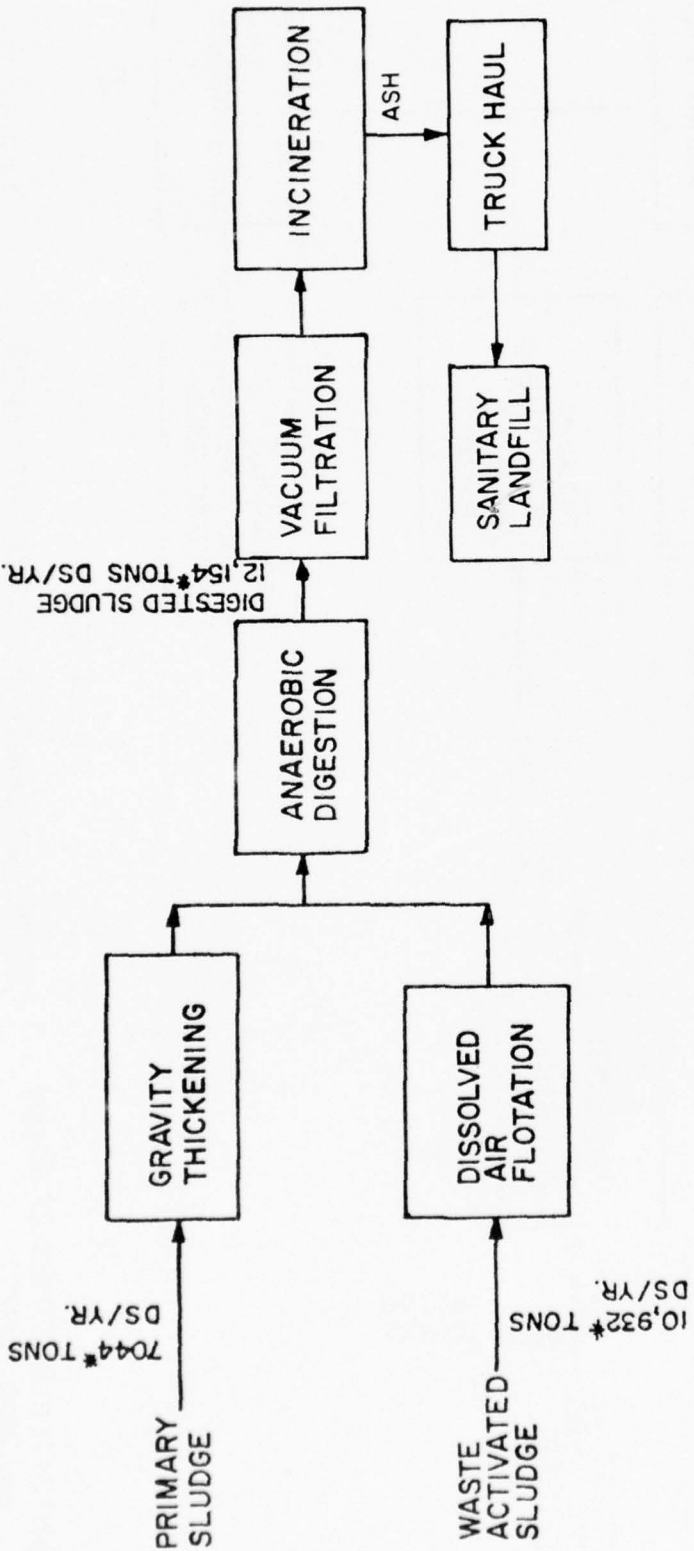 PRIMARY
SLUDGE
7044* TONS
DS/YR.
GRAVITY
THICKENING
WASTE
ACTIVATED
SLUDGE
10,932* TONS
DS/YR.
DISSOLVED
AIR
FLOTATION
ANAEROBIC
DIGESTION
DIGESTED SLUDGE
12,154* TONS DS/YR.
VACUUM
FILTRATION
INCINERATION
ASH
TRUCK HAUL
SANITARY
LANDFILL